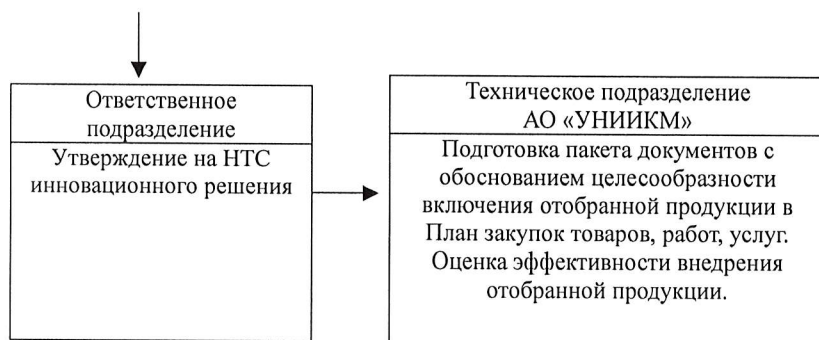 Ответственное
подразделение
Утверждение на НТС
инновационного решения
Техническое подразделение
АО «УНИИКМ»
Подготовка пакета документов с
обоснованием целесообразности
включения отобранной продукции в
План закупок товаров, работ, услуг.
Оценка эффективности внедрения
отобранной продукции.